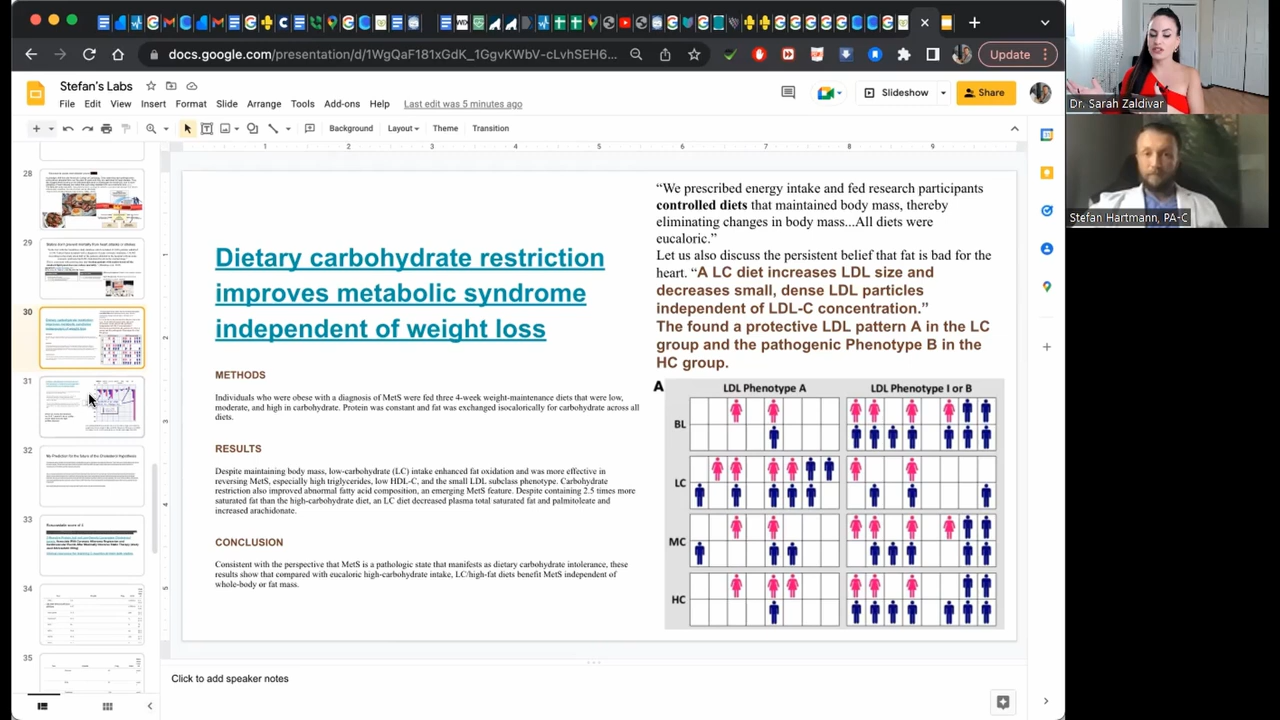 docs.google.com/presentation/d/1WgQaH
Update
Stefan's Labs
File Edit View Insert Format Slide Arrange Tools Add-ons Help Last edit was 5 minutes ago
Slideshow
Share
Background Layout Theme Transition
1 2 3 4 5 6 7 8 9
28
29
30
31
32
33
34
35
Dietary carbohydrate restriction
improves metabolic syndrome
independent of weight loss
METHODS
Individuals who were obese with a diagnosis of MetS were fed three 4-week weight-maintenance diets that were low,
moderate, and high in carbohydrate. Protein was constant and fat was exchanged isocalorically for carbohydrate across all
diets.
RESULTS
Despite maintaining body mass, low-carbohydrate (LC) intake enhanced fat oxidation and was more effective in
reversing MetS, especially high triglycerides, low HDL-C, and the small LDL subclass phenotype. Carbohydrate
restriction also improved abnormal fatty acid composition, an emerging MetS feature. Despite containing 2.5 times more
saturated fat than the high-carbohydrate diet, an LC diet decreased plasma total saturated fat and palmitoleate and
increased arachidonate.
CONCLUSION
Consistent with the perspective that MetS is a pathologic state that manifests as dietary carbohydrate intolerance, these
results show that compared with eucaloric high-carbohydrate intake, LC/high-fat diets benefit MetS independent of
whole-body or fat mass.
“We prescribed energy intake and fed research participants
controlled diets that maintained body mass, thereby
eliminating changes in body mass...All diets were
eucaloric.”
Let us also discuss the pertinent belief that fat is bad for the
heart. “A LC diet increases LDL size and
decreases small, dense LDL particles
independent of LDL-C concentration.”
The found a protective LDL pattern A in the LC
group and the pathogenic Phenotype B in the
HC group.
A
LDL Phenotype A LDL Phenotype I or B
BL
LC
MC
HC
Click to add speaker notes
Dr. Sarah Zaldivar
Stefan Hartmann, PA-C